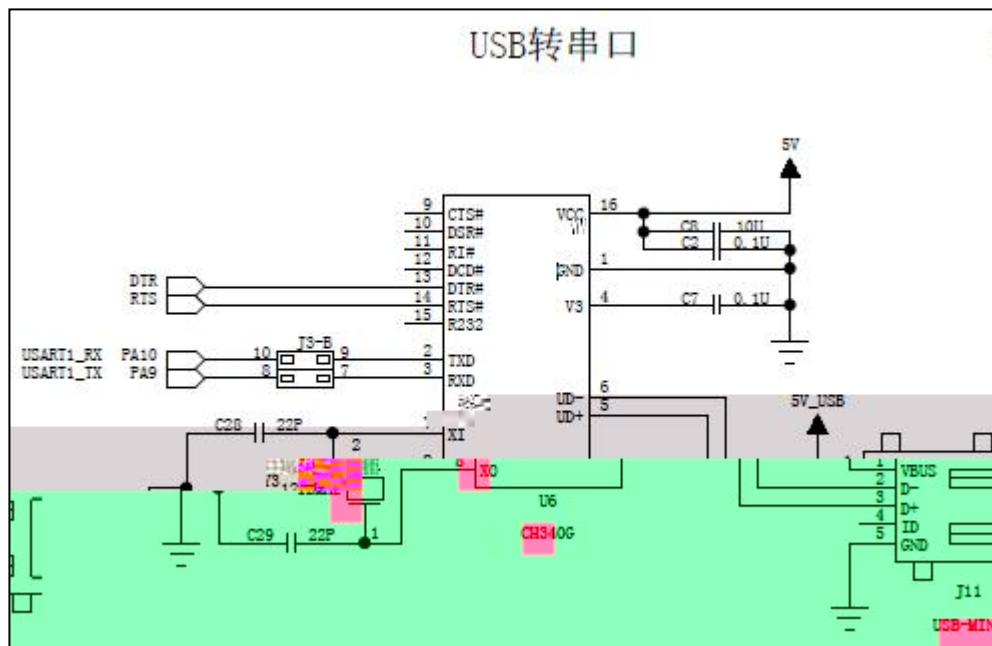 USB转串口
5V
9 CTS#
10 DSR#
11 RI#
12 DCD#
DTR 13 DTR#
RTS 14 RTS#
15 R232
VCC 16
C8 10U
C2 0.1U
GND 1
V3 4 C7 0.1U
J3-B
USART1_RX PA10 10 9 2 TXD
USART1_TX PA9 8 7 3 RXD
UD- 6
UD+ 5
5V_USB
C28 22P XI
2
XO
U6
CH340G
C29 22P 1
1 VBUS
2 D-
3 D+
4 ID
5 GND
J11